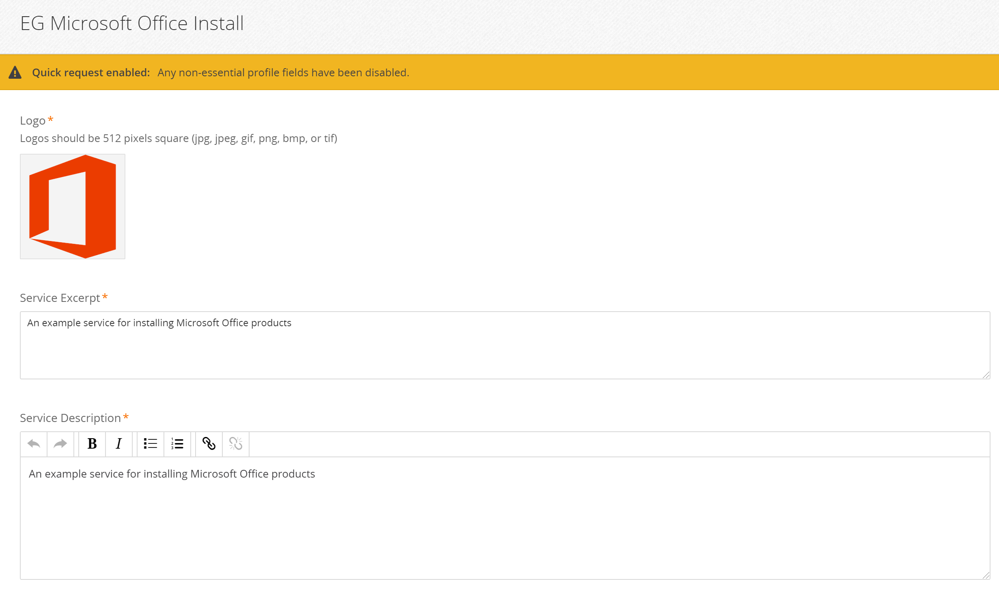 EG Microsoft Office Install
Quick request enabled: Any non-essential profile fields have been disabled.
Logo *
Logos should be 512 pixels square (jpg, jpeg, gif, png, bmp, or tif)
Service Excerpt *
An example service for installing Microsoft Office products
Service Description *
B I
An example service for installing Microsoft Office products